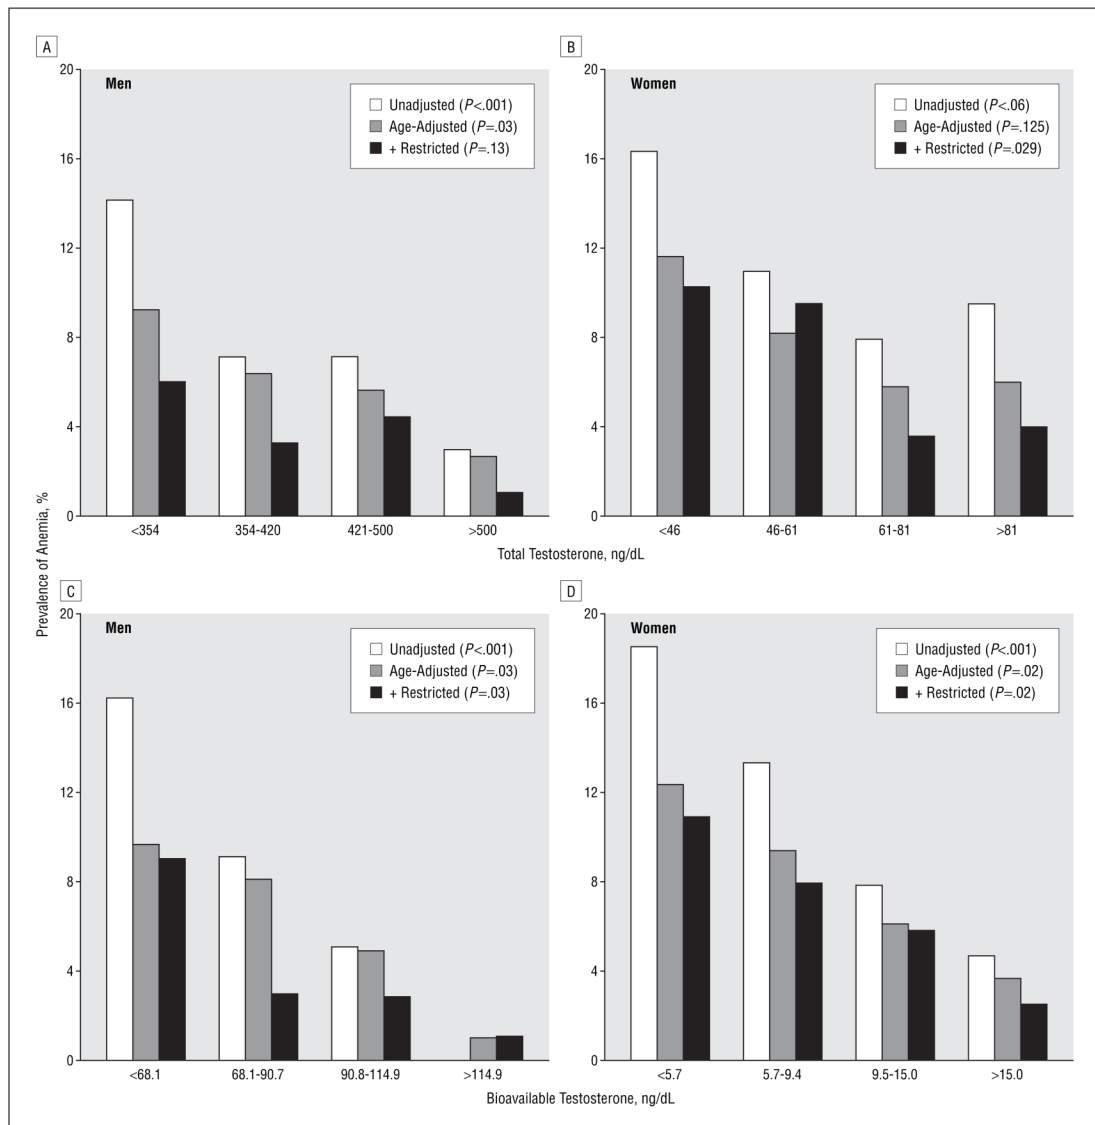 A
B
20
16
12
8
4
0
Men
Unadjusted (P<.001)
Age-Adjusted (P=.03)
+ Restricted (P=.13)
<354
354-420
421-500
>500
20
16
12
8
4
0
Women
Unadjusted (P<.06)
Age-Adjusted (P=.125)
+ Restricted (P=.029)
<46
46-61
61-81
>81
Total Testosterone, ng/dL
Prevalence of Anemia, %
C
D
20
16
12
8
4
0
Men
Unadjusted (P<.001)
Age-Adjusted (P=.03)
+ Restricted (P=.03)
<68.1
68.1-90.7
90.8-114.9
>114.9
20
16
12
8
4
0
Women
Unadjusted (P<.001)
Age-Adjusted (P=.02)
+ Restricted (P=.02)
<5.7
5.7-9.4
9.5-15.0
>15.0
Bioavailable Testosterone, ng/dL